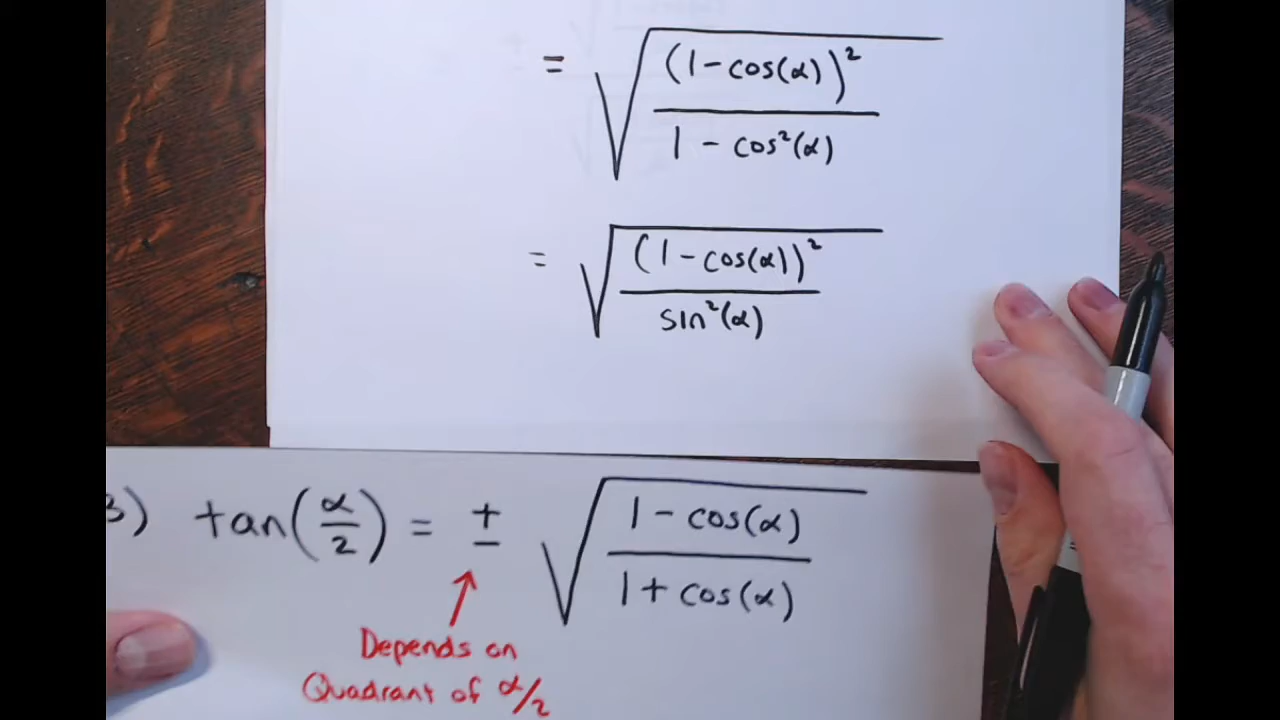 = √((1-cos(α))² / (1 - cos²(α)))
= √((1-cos(α))² / sin²(α))
3) tan(α/2) = ± √((1 - cos(α)) / (1 + cos(α)))
Depends on
Quadrant of α/2